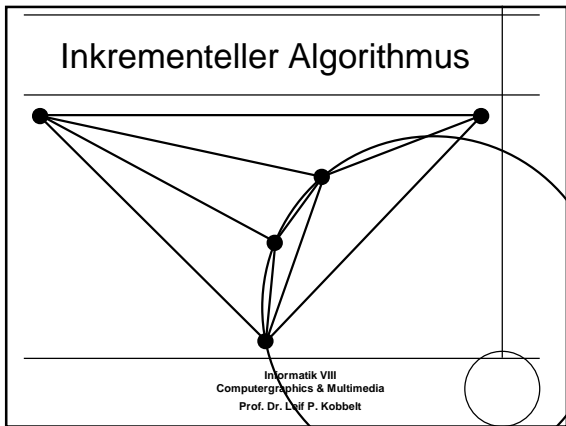 Inkrementeller Algorithmus
Informatik VIII
Computergraphics & Multimedia
Prof. Dr. Leif P. Kobbelt